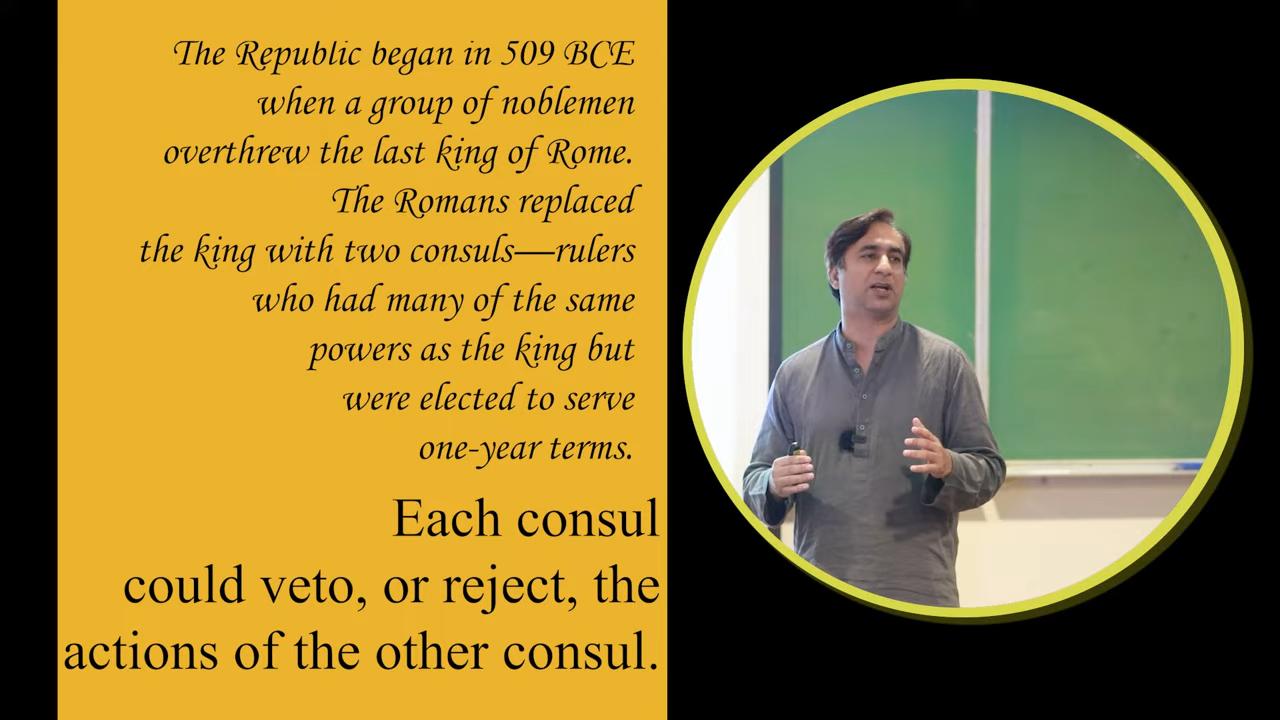 The Republic began in 509 BCE
when a group of noblemen
overthrew the last king of Rome.
The Romans replaced
the king with two consuls—rulers
who had many of the same
powers as the king but
were elected to serve
one-year terms.
Each consul
could veto, or reject, the
actions of the other consul.